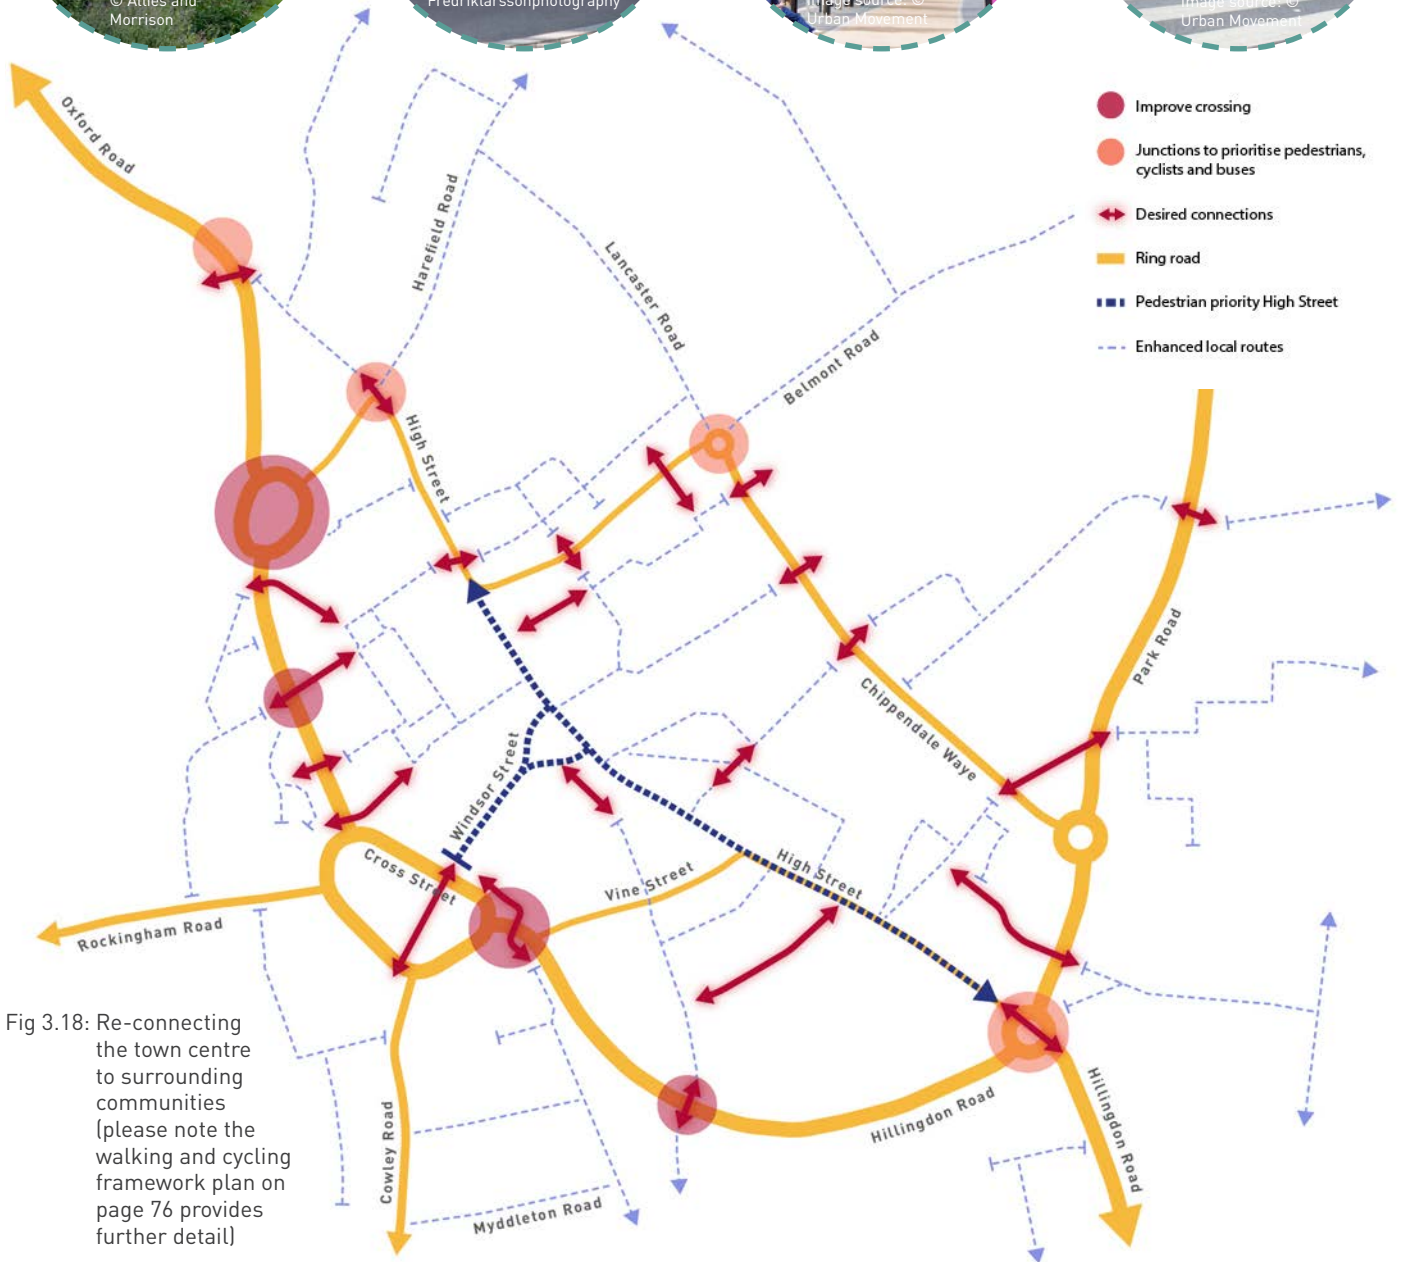 © Allies and
Morrison
Fredriklarssonphotography
Image source: ©
Urban Movement
Image source: ©
Urban Movement
Improve crossing
Junctions to prioritise pedestrians,
cyclists and buses
Desired connections
Ring road
Pedestrian priority High Street
Enhanced local routes
Oxford Road
Harefield Road
Lancaster Road
Belmont Road
High Street
Park Road
Chippendale Waye
Windsor Street
Cross Street
Vine Street
High Street
Rockingham Road
Cowley Road
Myddleton Road
Hillingdon Road
Hillingdon Road
Fig 3.18: Re-connecting
the town centre
to surrounding
communities
(please note the
walking and cycling
framework plan on
page 76 provides
further detail)